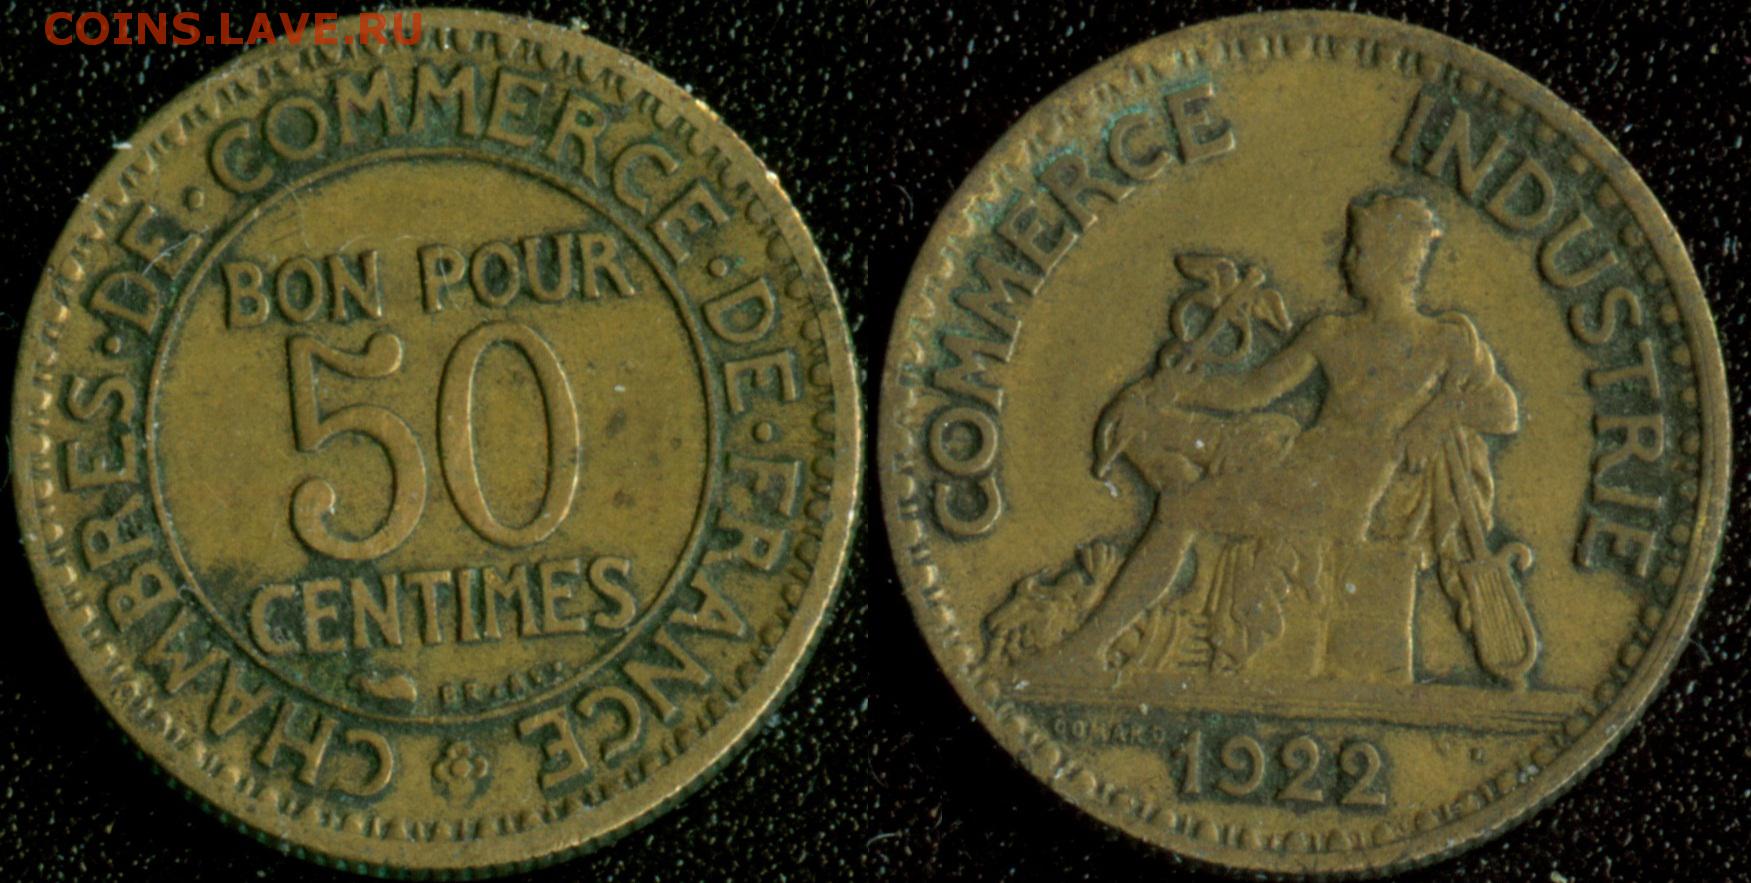 COINS.LAVE.RU
CHAMBRES·DE·COMMERCE·DE·FRANCE
BON POUR
50
CENTIMES
COMMERCE INDUSTRIE
1922